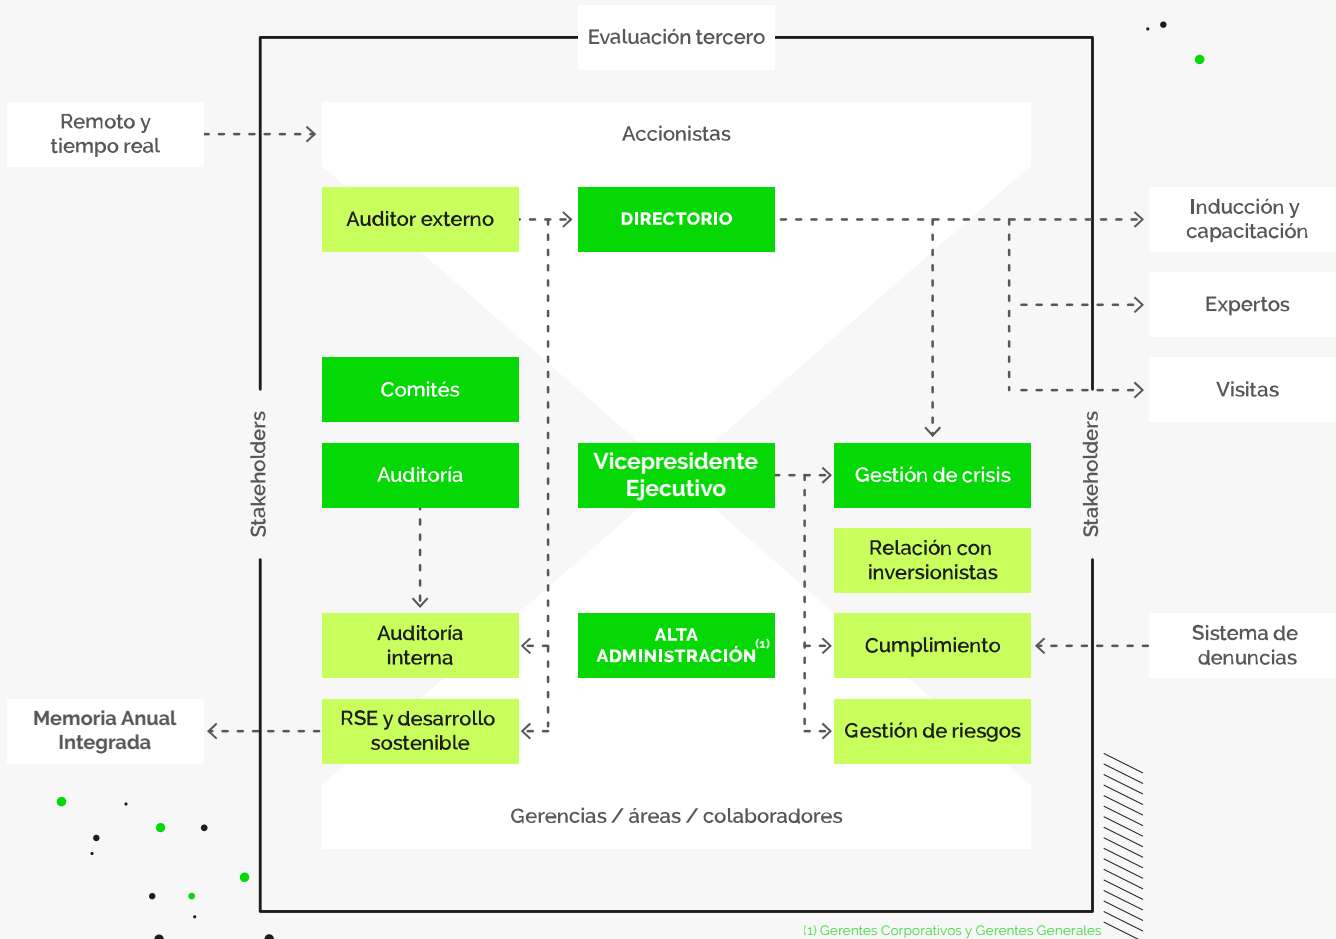 Evaluación tercero
Remoto y
tiempo real
Accionistas
Auditor externo
DIRECTORIO
Inducción y
capacitación
Expertos
Comités
Visitas
Stakeholders
Auditoría
Vicepresidente
Ejecutivo
Gestión de crisis
Stakeholders
Relación con
inversionistas
Auditoría
interna
ALTA
ADMINISTRACIÓN(1)
Cumplimiento
Sistema de
denuncias
Memoria Anual
Integrada
RSE y desarrollo
sostenible
Gestión de riesgos
Gerencias / áreas / colaboradores
(1) Gerentes Corporativos y Gerentes Generales